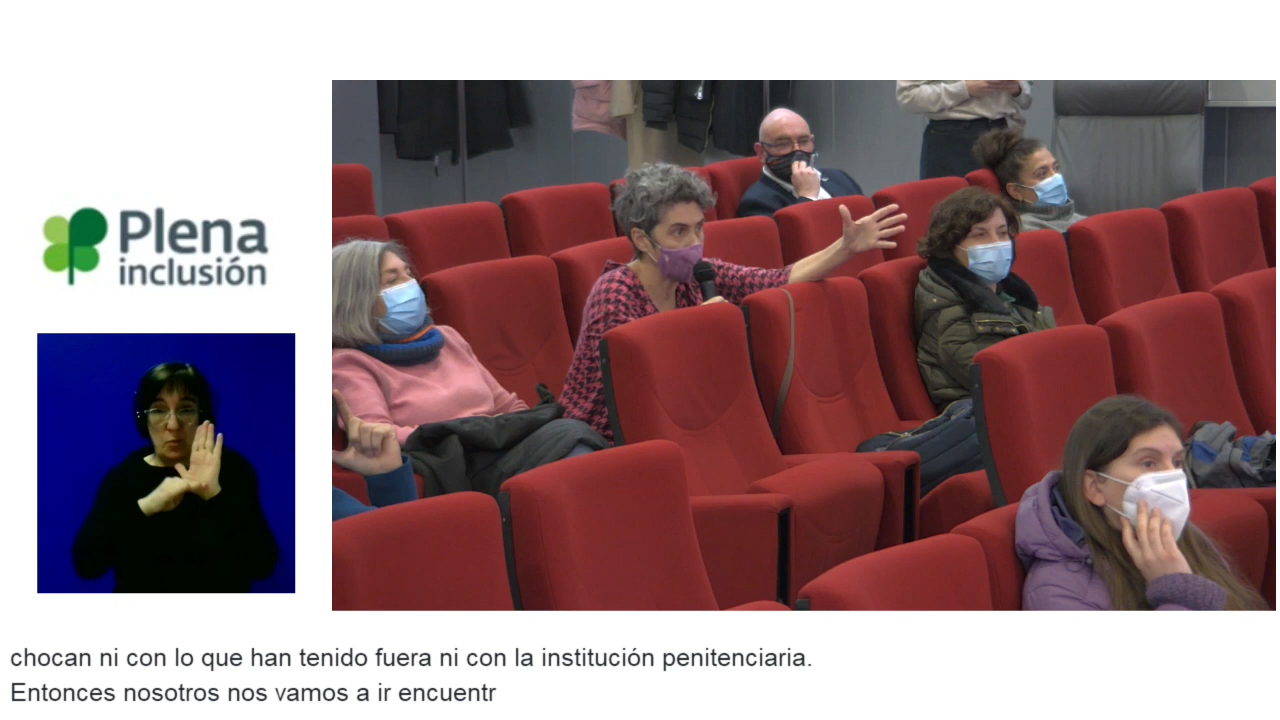 Plena
inclusión
chocan ni con lo que han tenido fuera ni con la institución penitenciaria.
Entonces nosotros nos vamos a ir encuentr